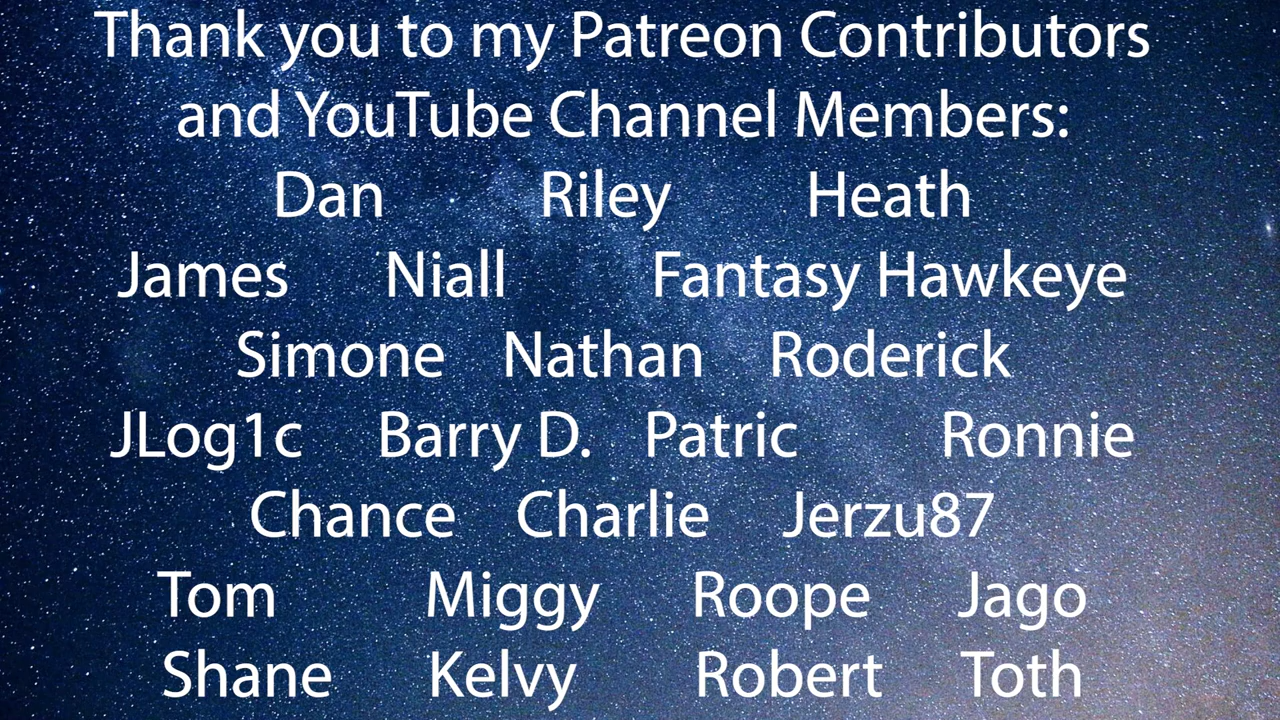 Thank you to my Patreon Contributors
and YouTube Channel Members:
Dan Riley Heath
James Niall Fantasy Hawkeye
Simone Nathan Roderick
JLog1c Barry D. Patric Ronnie
Chance Charlie Jerzu87
Tom Miggy Roope Jago
Shane Kelvy Robert Toth